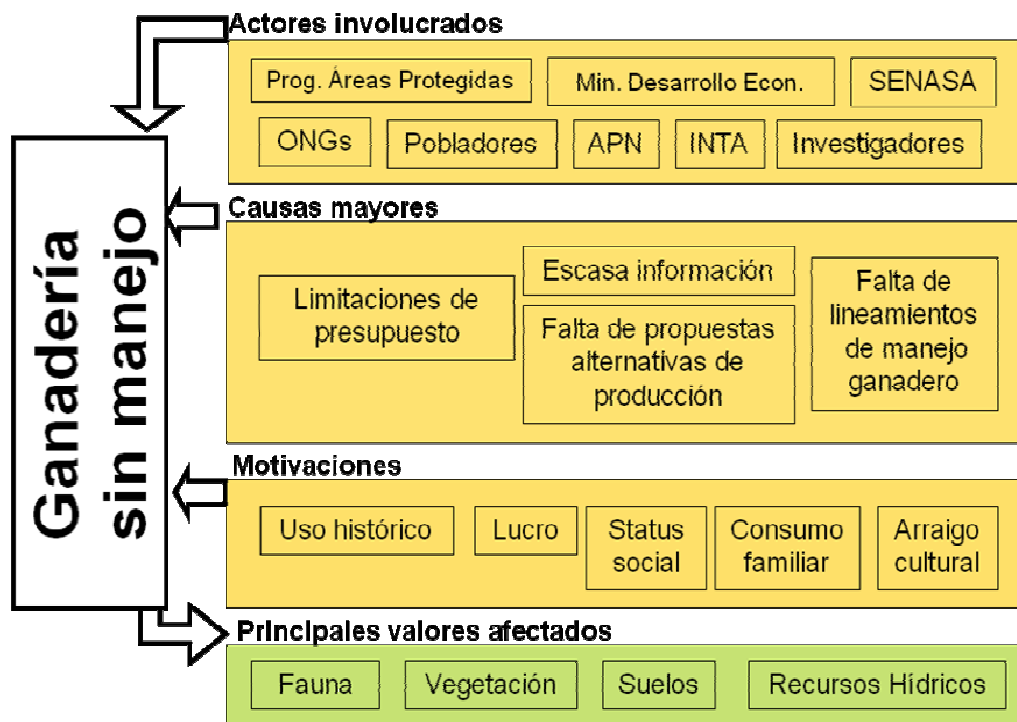 Actores involucrados
Prog. Áreas Protegidas
Min. Desarrollo Econ.
SENASA
ONGs
Pobladores
APN
INTA
Investigadores
Ganadería
sin manejo
Causas mayores
Limitaciones de
presupuesto
Escasa información
Falta de propuestas
alternativas de
producción
Falta de
lineamientos
de manejo
ganadero
Motivaciones
Uso histórico
Lucro
Status
social
Consumo
familiar
Arraigo
cultural
Principales valores afectados
Fauna
Vegetación
Suelos
Recursos Hídricos